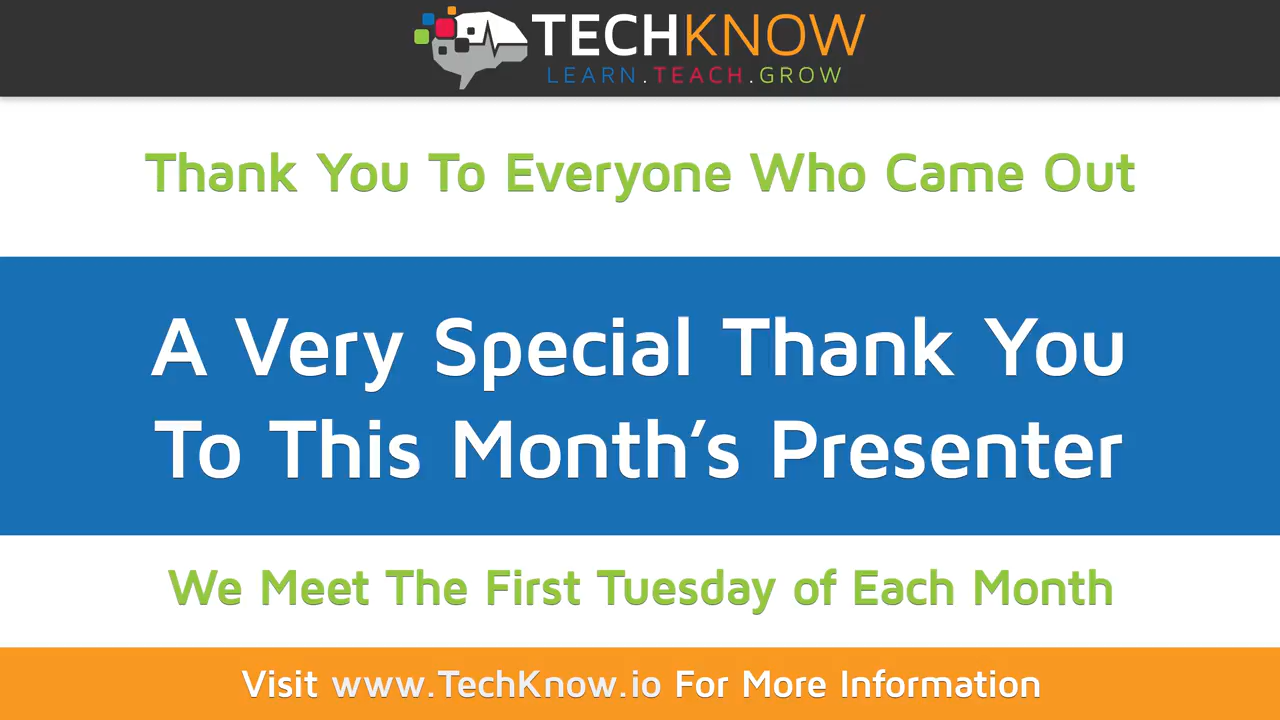 TECHKNOW
LEARN.TEACH.GROW
Thank You To Everyone Who Came Out
A Very Special Thank You
To This Month’s Presenter
We Meet The First Tuesday of Each Month
Visit www.TechKnow.io For More Information